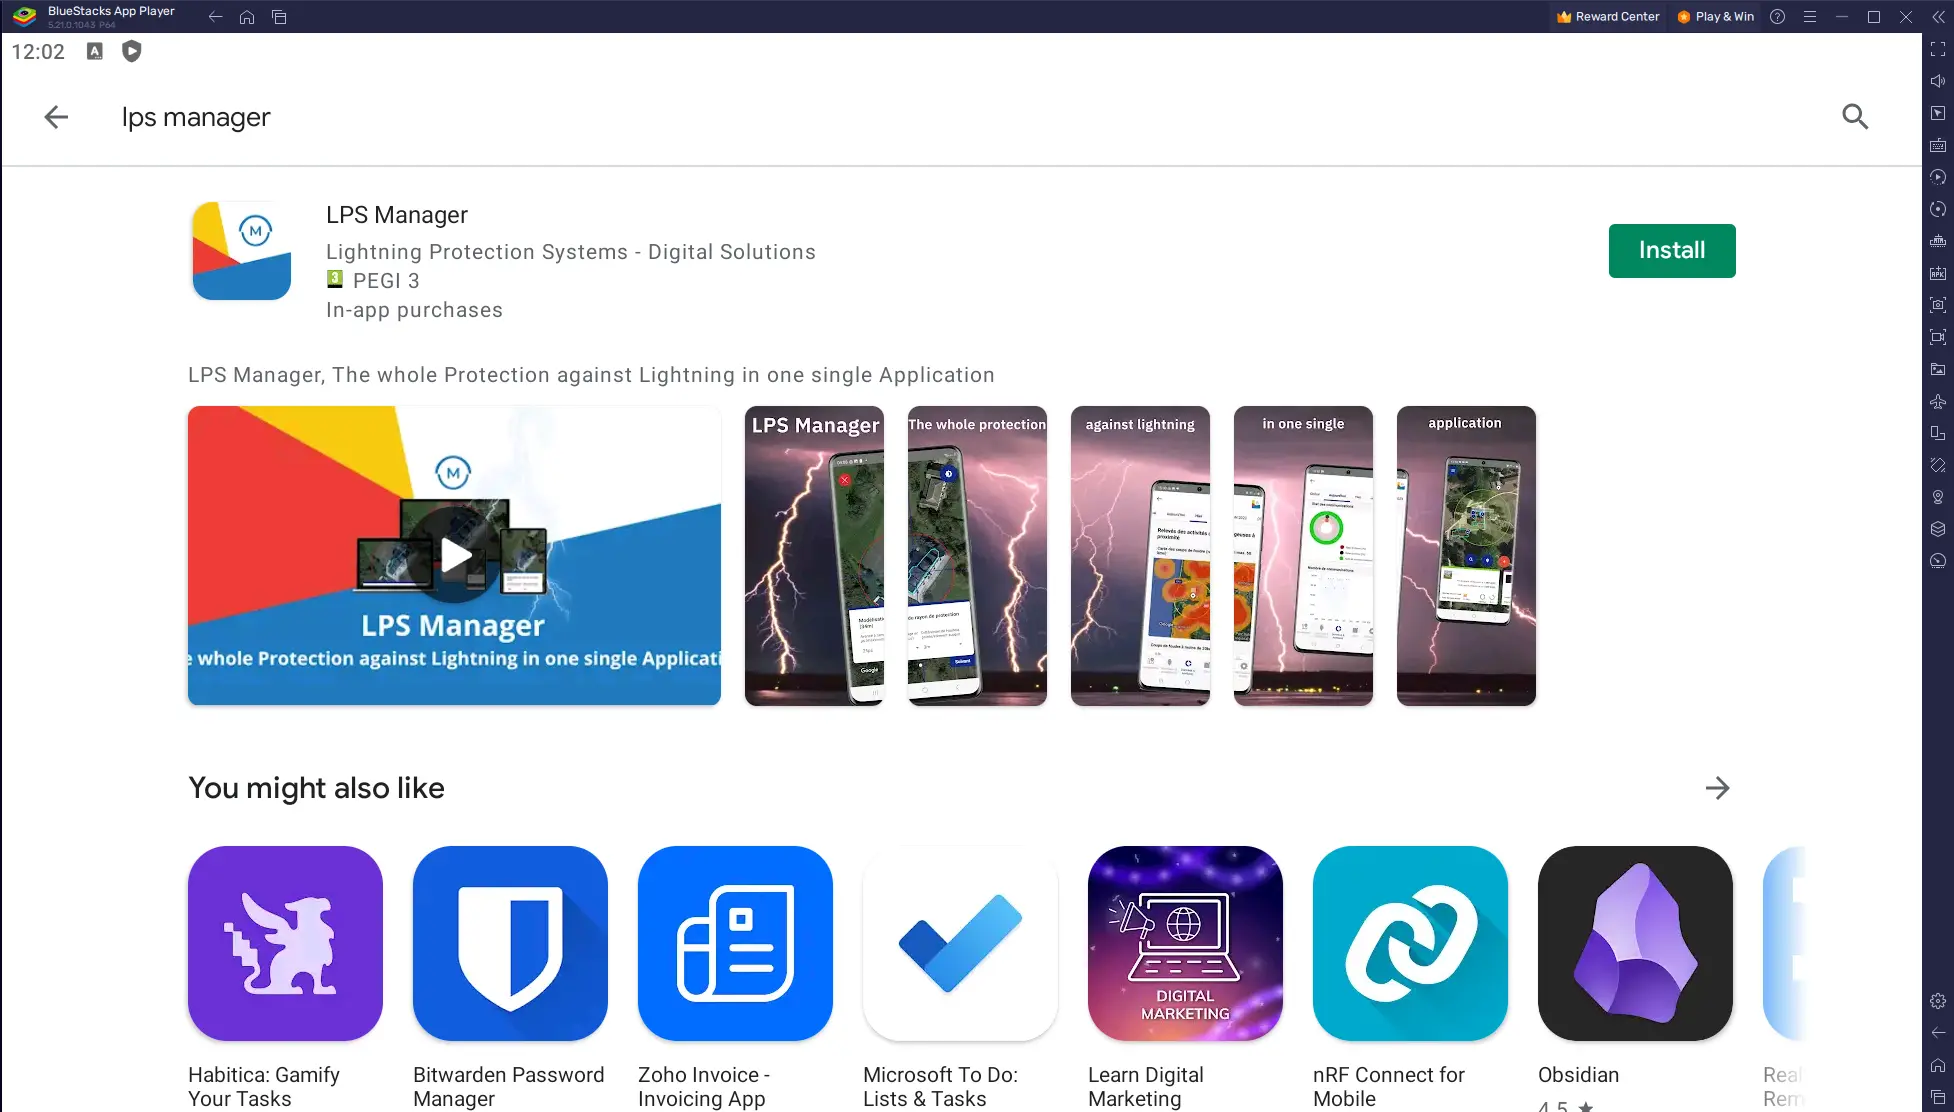 BlueStacks App Player
5.21.0.1043 P64
Reward Center
Play & Win
12:02
A
lps manager
M
LPS Manager
Lightning Protection Systems - Digital Solutions
3 PEGI 3
In-app purchases
Install
LPS Manager, The whole Protection against Lightning in one single Application
M
LPS Manager
e whole Protection against Lightning in one single Applicati
LPS Manager
The whole protection
against lightning
in one single
application
Google
You might also like
DIGITAL
MARKETING
Habitica: Gamify
Your Tasks
Bitwarden Password
Manager
Zoho Invoice -
Invoicing App
Microsoft To Do:
Lists & Tasks
Learn Digital
Marketing
nRF Connect for
Mobile
Obsidian
4.5 ★
Real
Rem